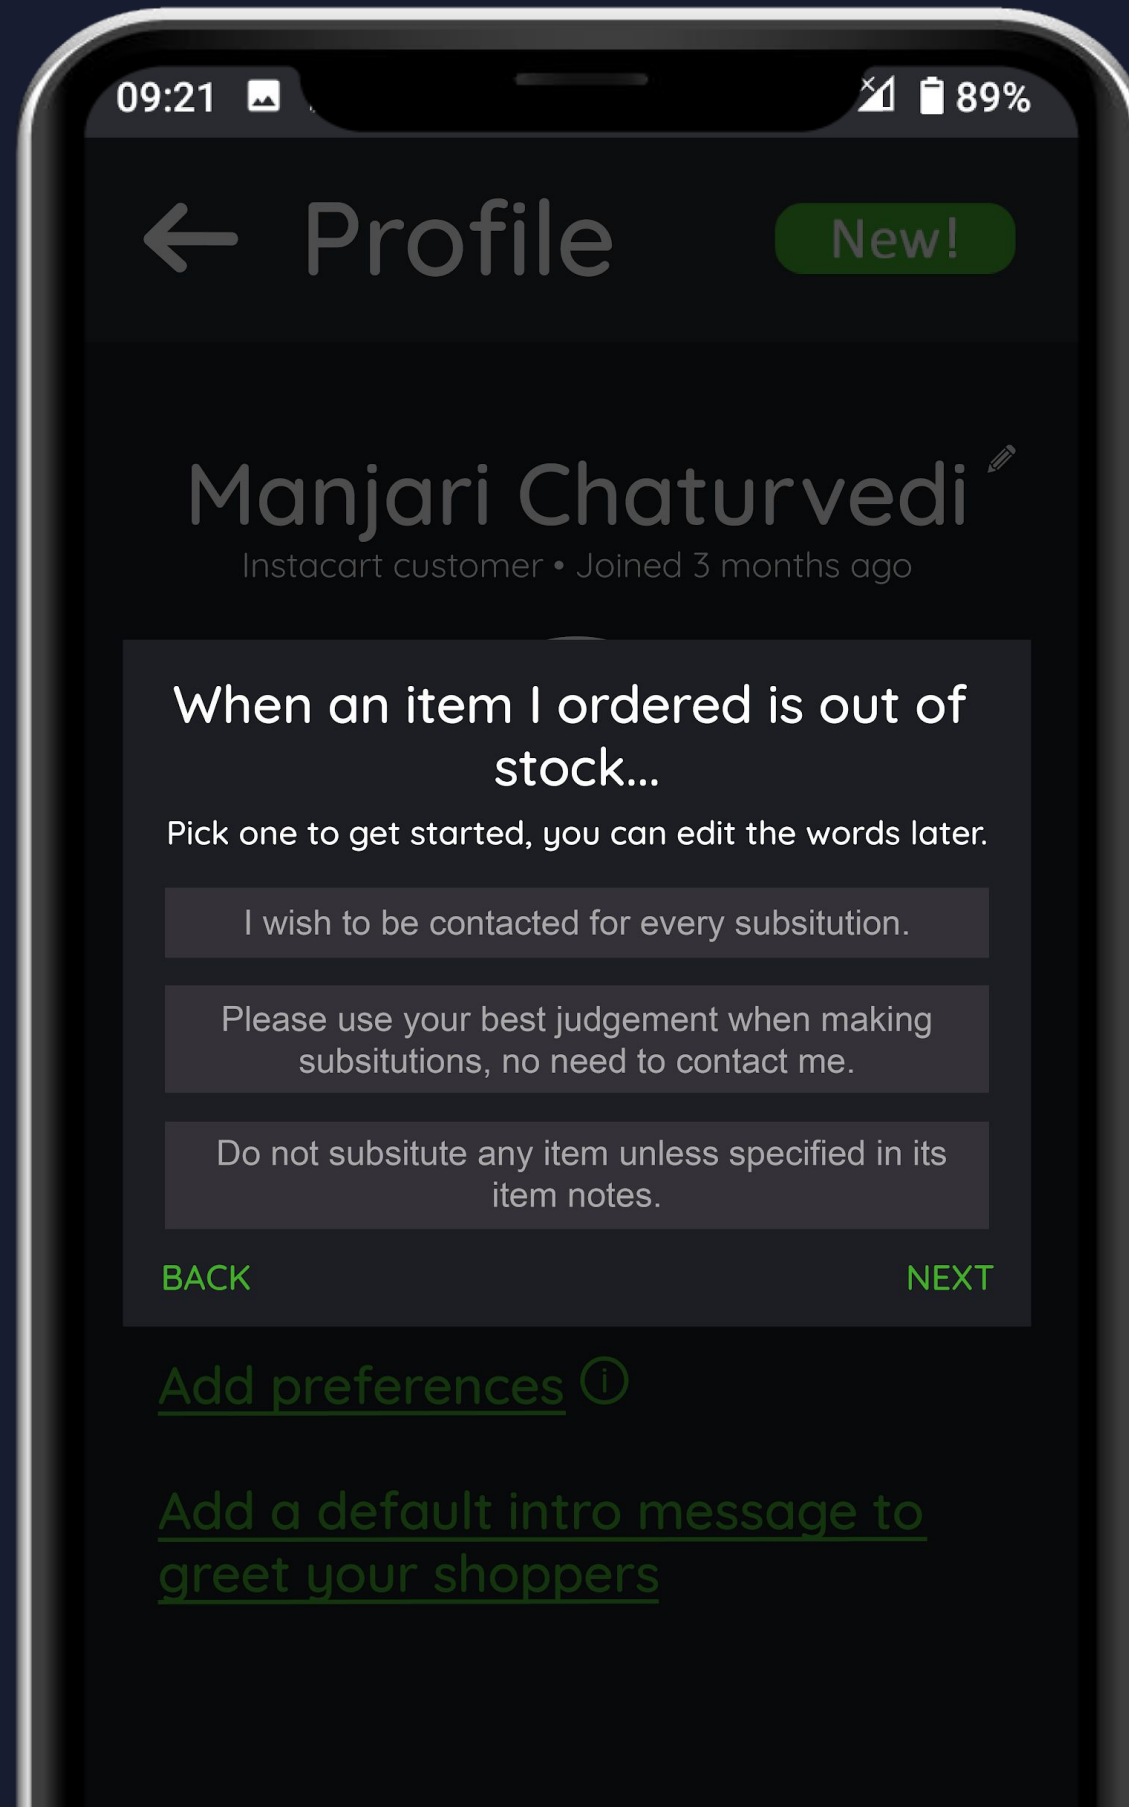 09:21
89%
Profile
New!
Manjari Chaturvedi
Instacart customer • Joined 3 months ago
When an item I ordered is out of
stock...
Pick one to get started, you can edit the words later.
I wish to be contacted for every subsitution.
Please use your best judgement when making
subsitutions, no need to contact me.
Do not subsitute any item unless specified in its
item notes.
BACK
NEXT
Add preferences
Add a default intro message to
greet your shoppers